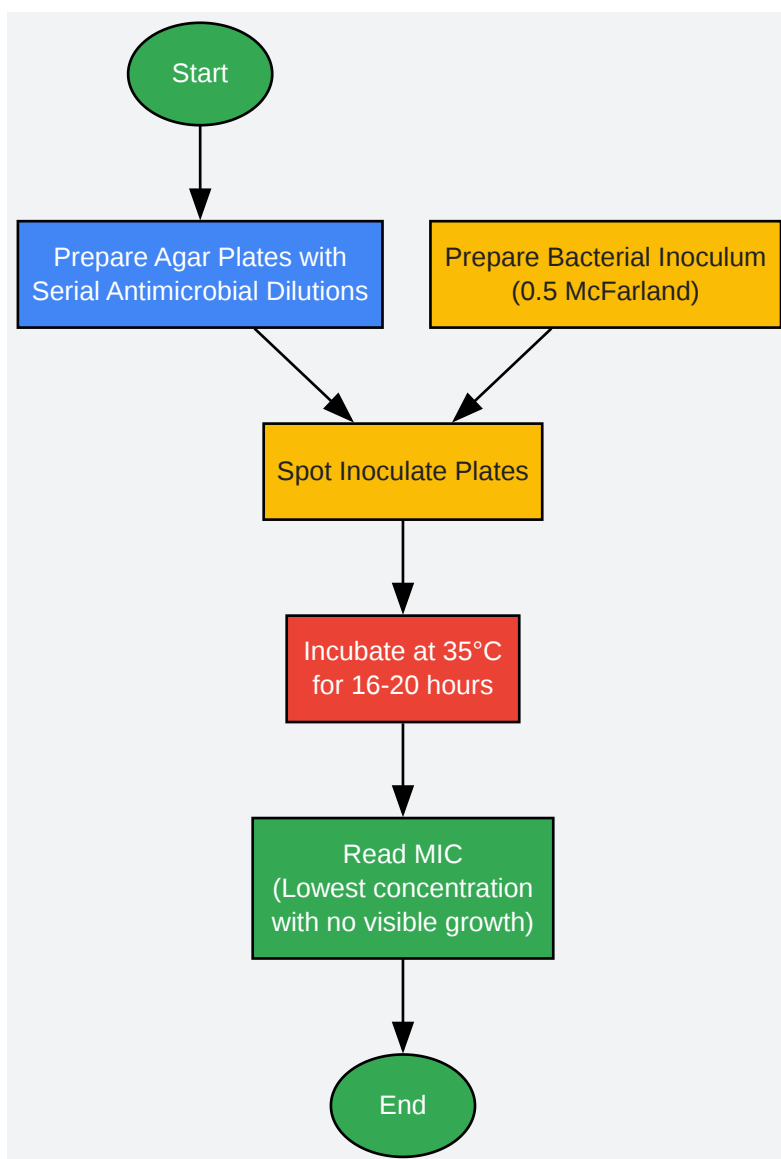 Start
Prepare Agar Plates with
Serial Antimicrobial Dilutions
Prepare Bacterial Inoculum
(0.5 McFarland)
Spot Inoculate Plates
Incubate at 35°C
for 16-20 hours
Read MIC
(Lowest concentration
with no visible growth)
End